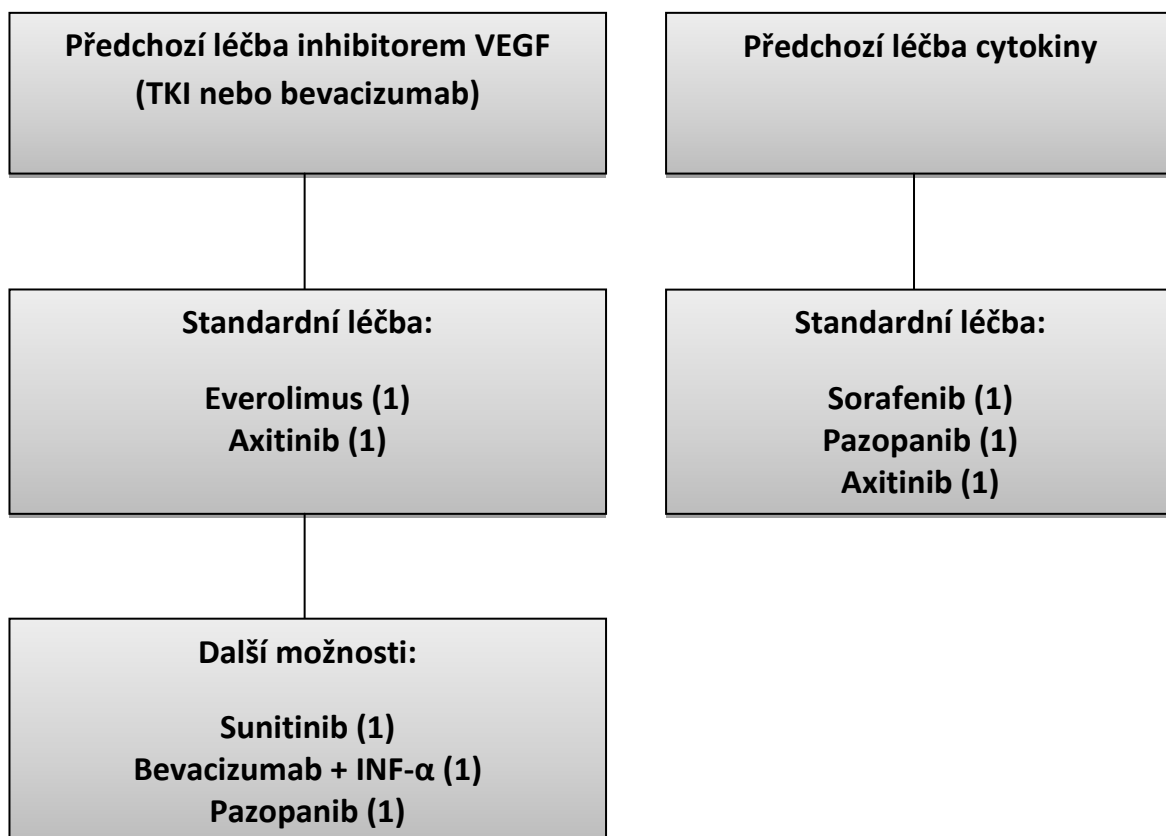 Předchozí léčba inhibitorem VEGF
(TKI nebo bevacizumab)
Předchozí léčba cytokiny
Standardní léčba:
Everolimus (1)
Axitinib (1)
Standardní léčba:
Sorafenib (1)
Pazopanib (1)
Axitinib (1)
Další možnosti:
Sunitinib (1)
Bevacizumab + INF-α (1)
Pazopanib (1)